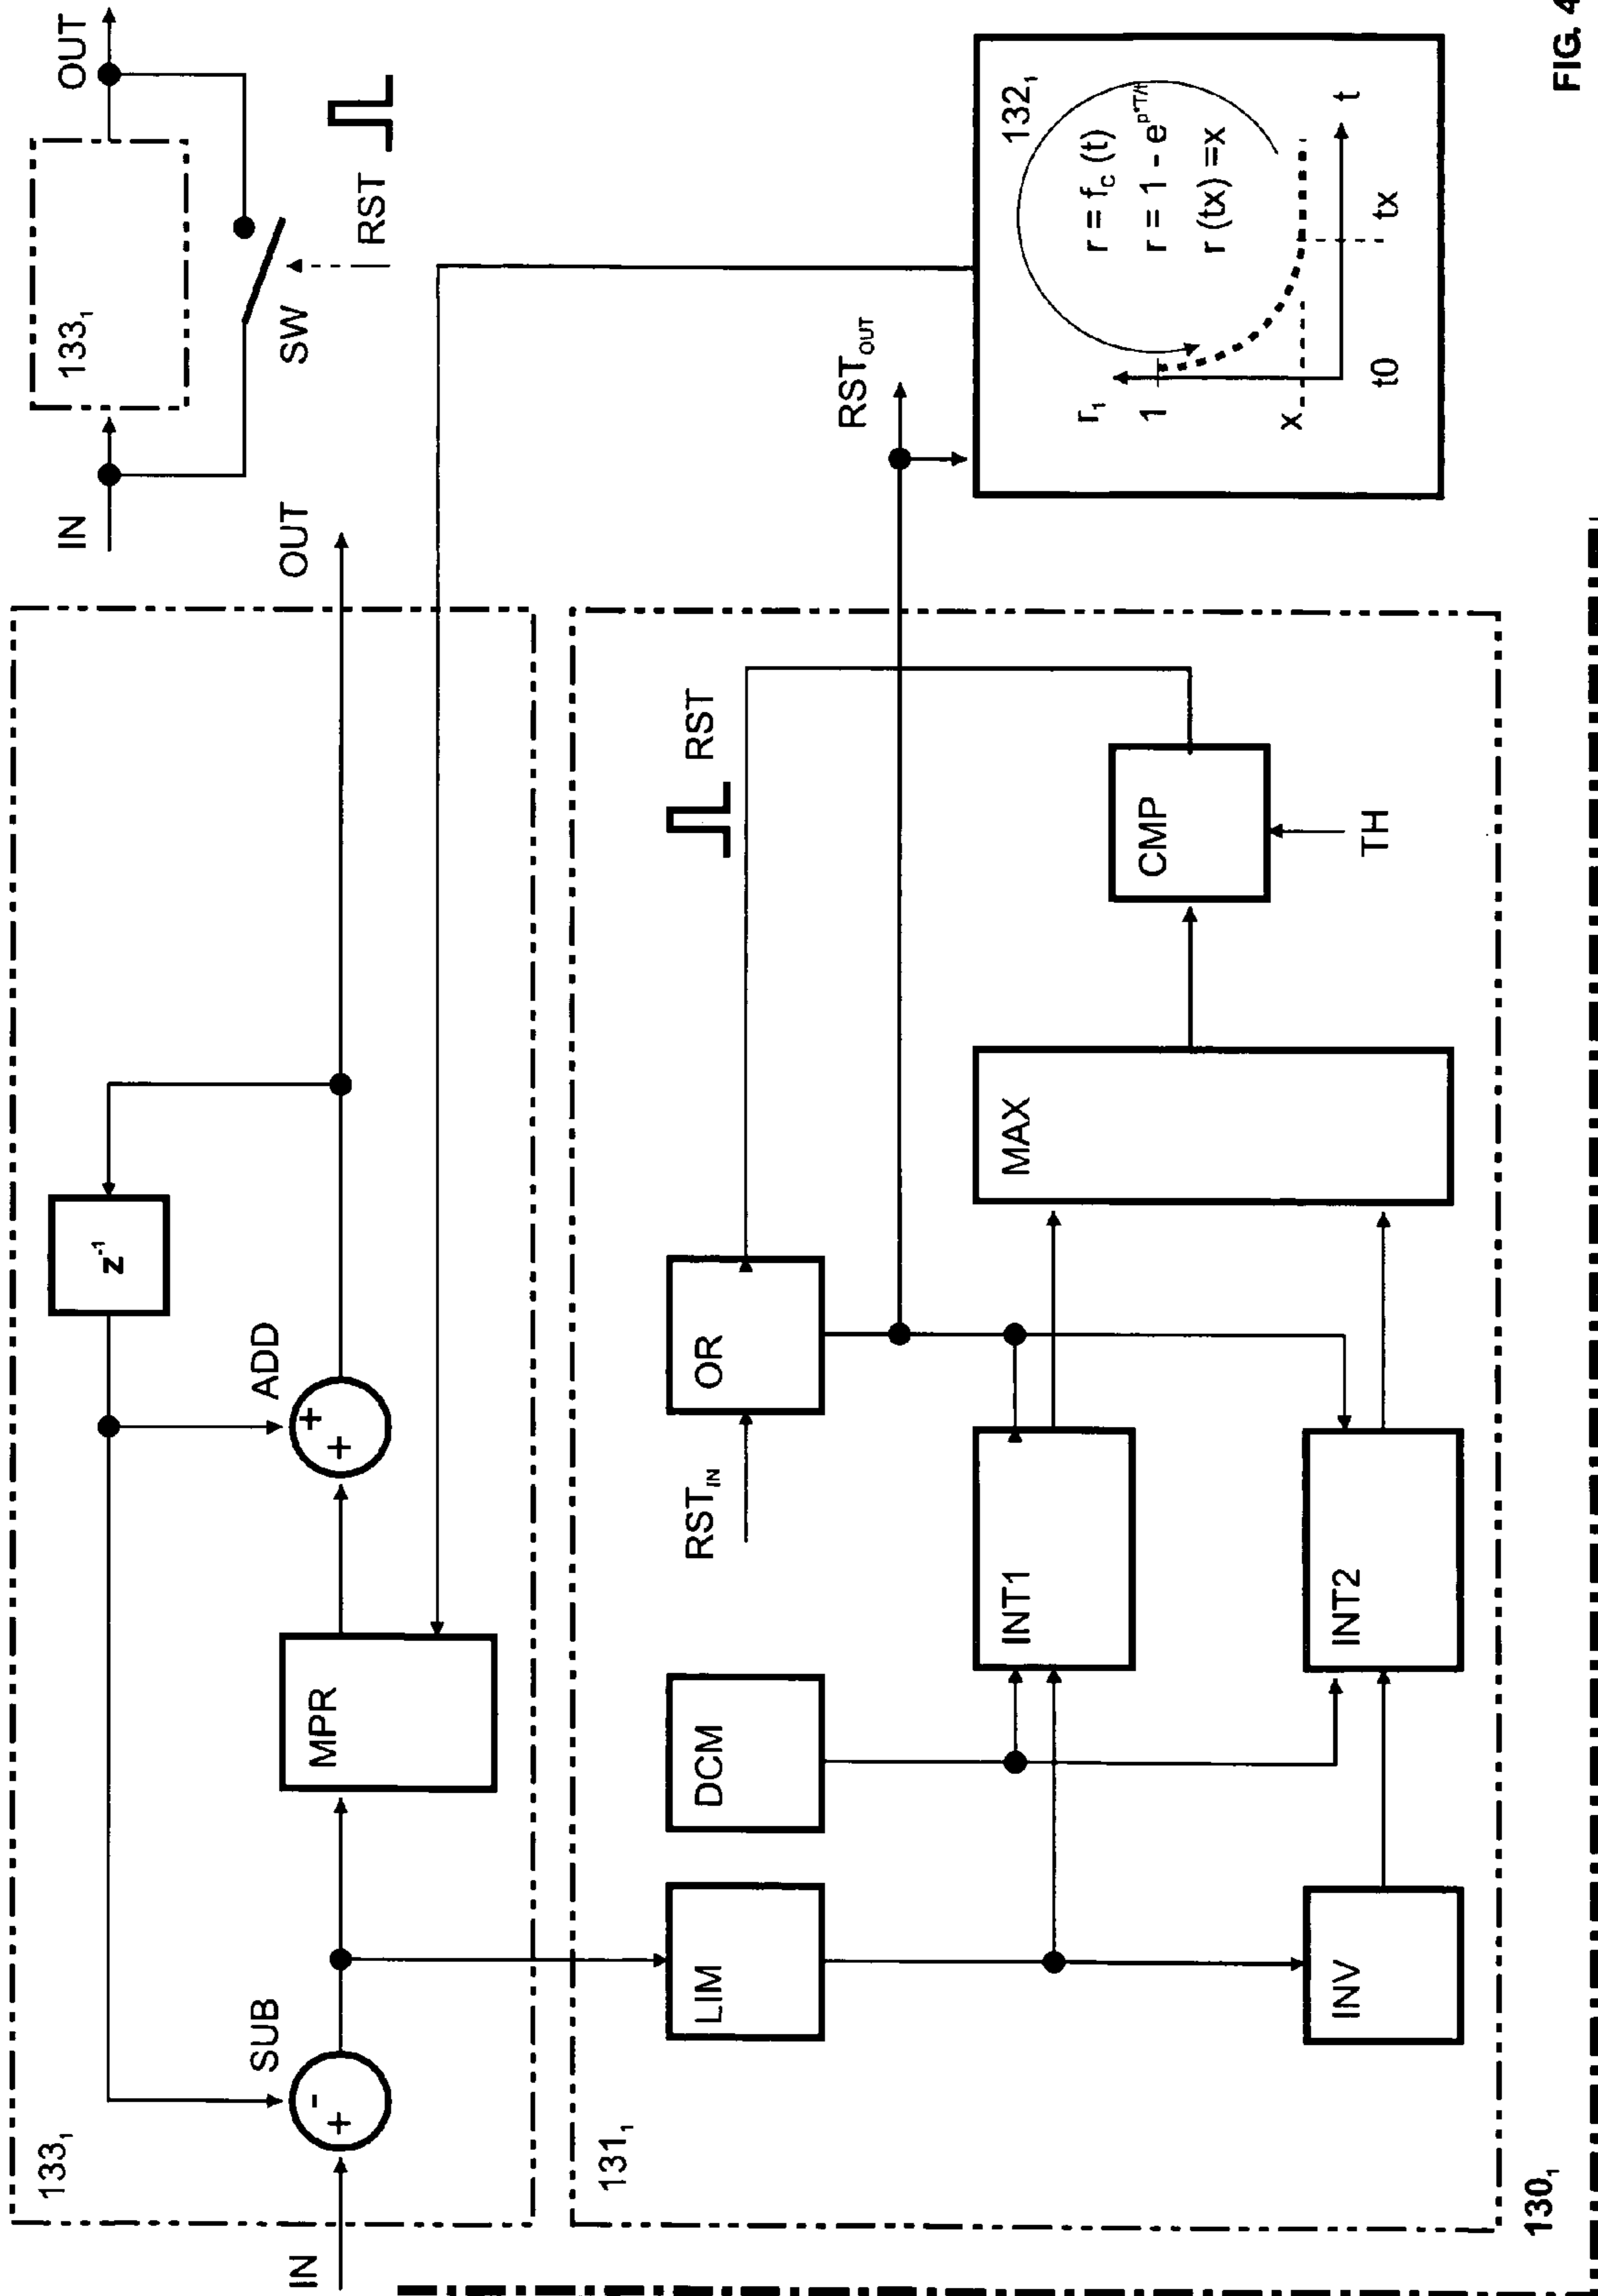 133₁
IN
SUB
-
+
MPR
ADD
+
+
z⁻¹
OUT
IN
133₁
OUT
SW
RST
131₁
LIM
DCM
RST_IN
OR
RST
RST_OUT
INT1
MAX
CMP
TH
INV
INT2
132₁
r = f_c (t)
r = 1 - e
r (tx) = x
r₁
1
x
t0
tx
t
130₁
FIG. 4